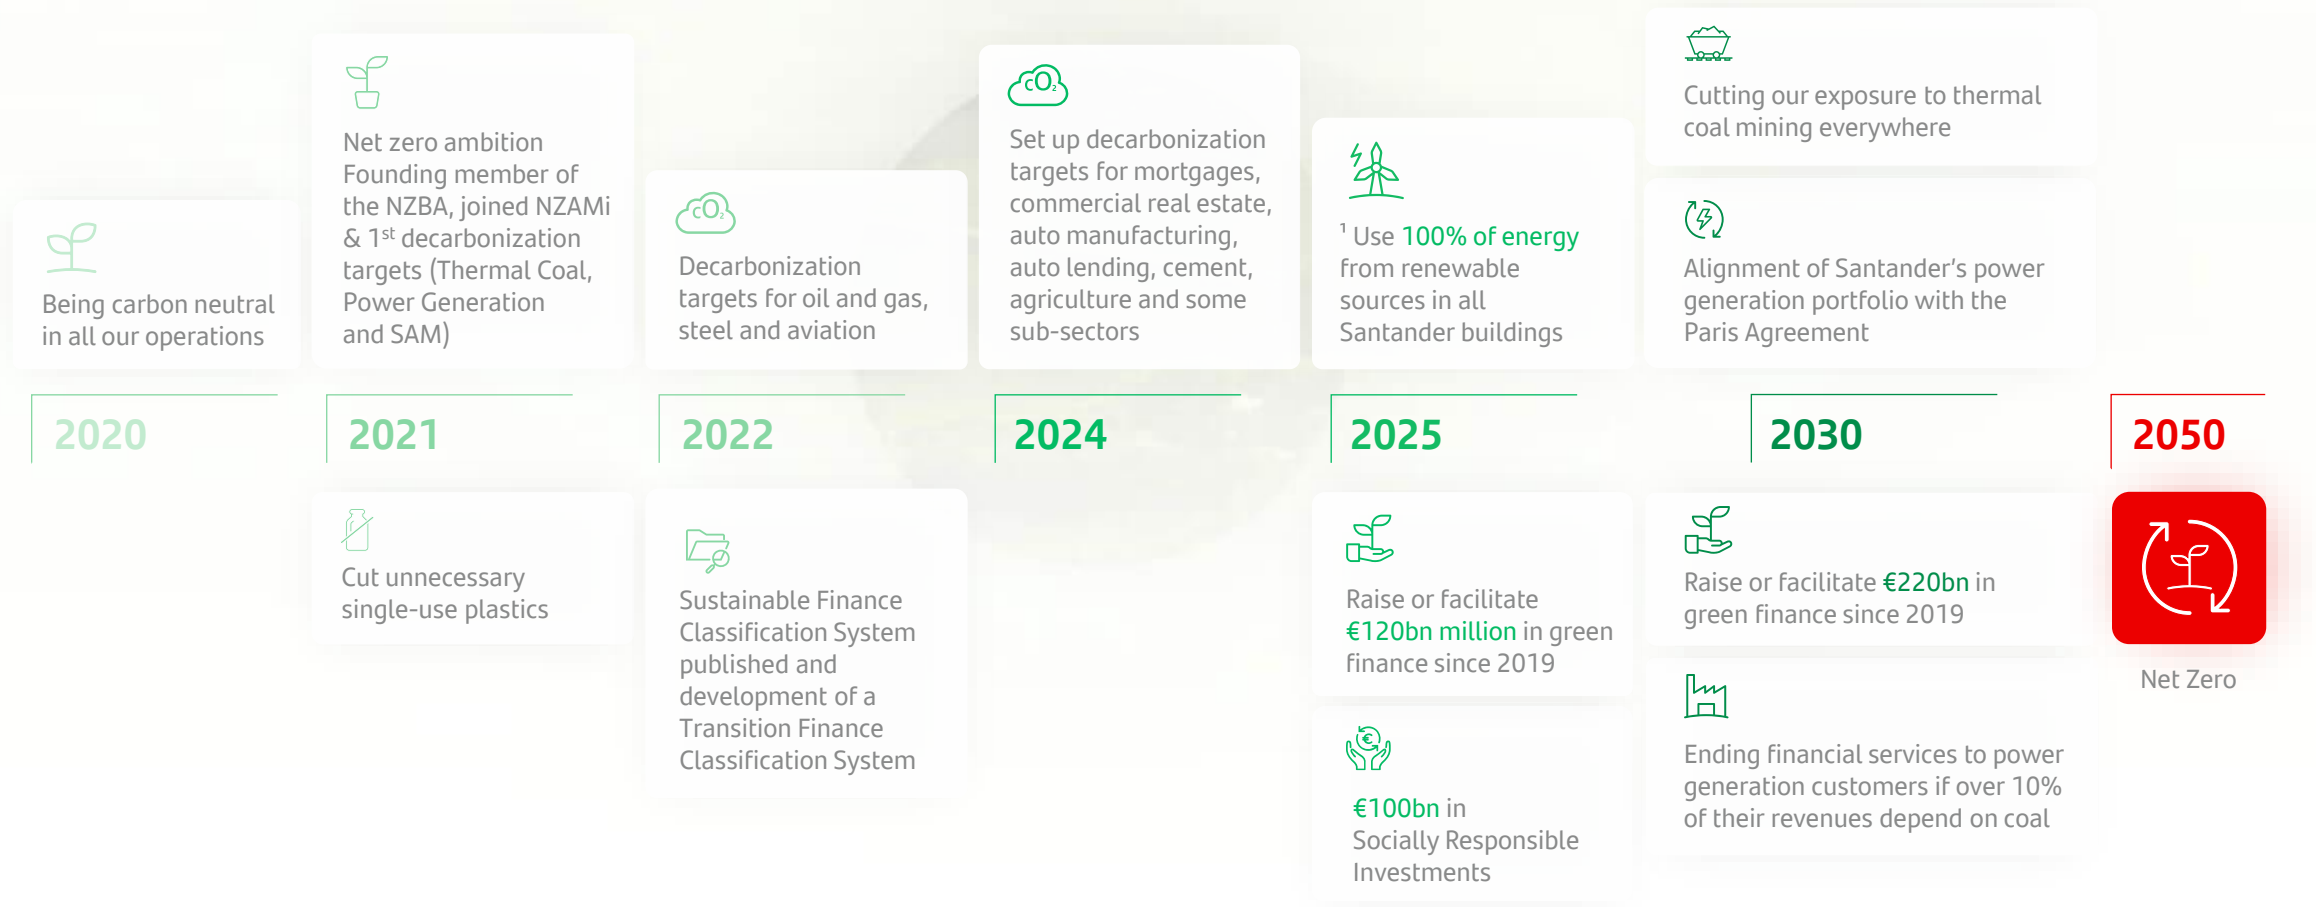 Being carbon neutral
in all our operations
2020
Net zero ambition
Founding member of
the NZBA, joined NZAMi
& 1st decarbonization
targets (Thermal Coal,
Power Generation
and SAM)
2021
Cut unnecessary
single-use plastics
CO2
Decarbonization
targets for oil and gas,
steel and aviation
2022
Sustainable Finance
Classification System
published and
development of a
Transition Finance
Classification System
CO2
Set up decarbonization
targets for mortgages,
commercial real estate,
auto manufacturing,
auto lending, cement,
agriculture and some
sub-sectors
2024
1 Use 100% of energy
from renewable
sources in all
Santander buildings
2025
Raise or facilitate
€120bn million in green
finance since 2019
€
€100bn in
Socially Responsible
Investments
Cutting our exposure to thermal
coal mining everywhere
Alignment of Santander's power
generation portfolio with the
Paris Agreement
2030
Raise or facilitate €220bn in
green finance since 2019
Ending financial services to power
generation customers if over 10%
of their revenues depend on coal
2050
Net Zero